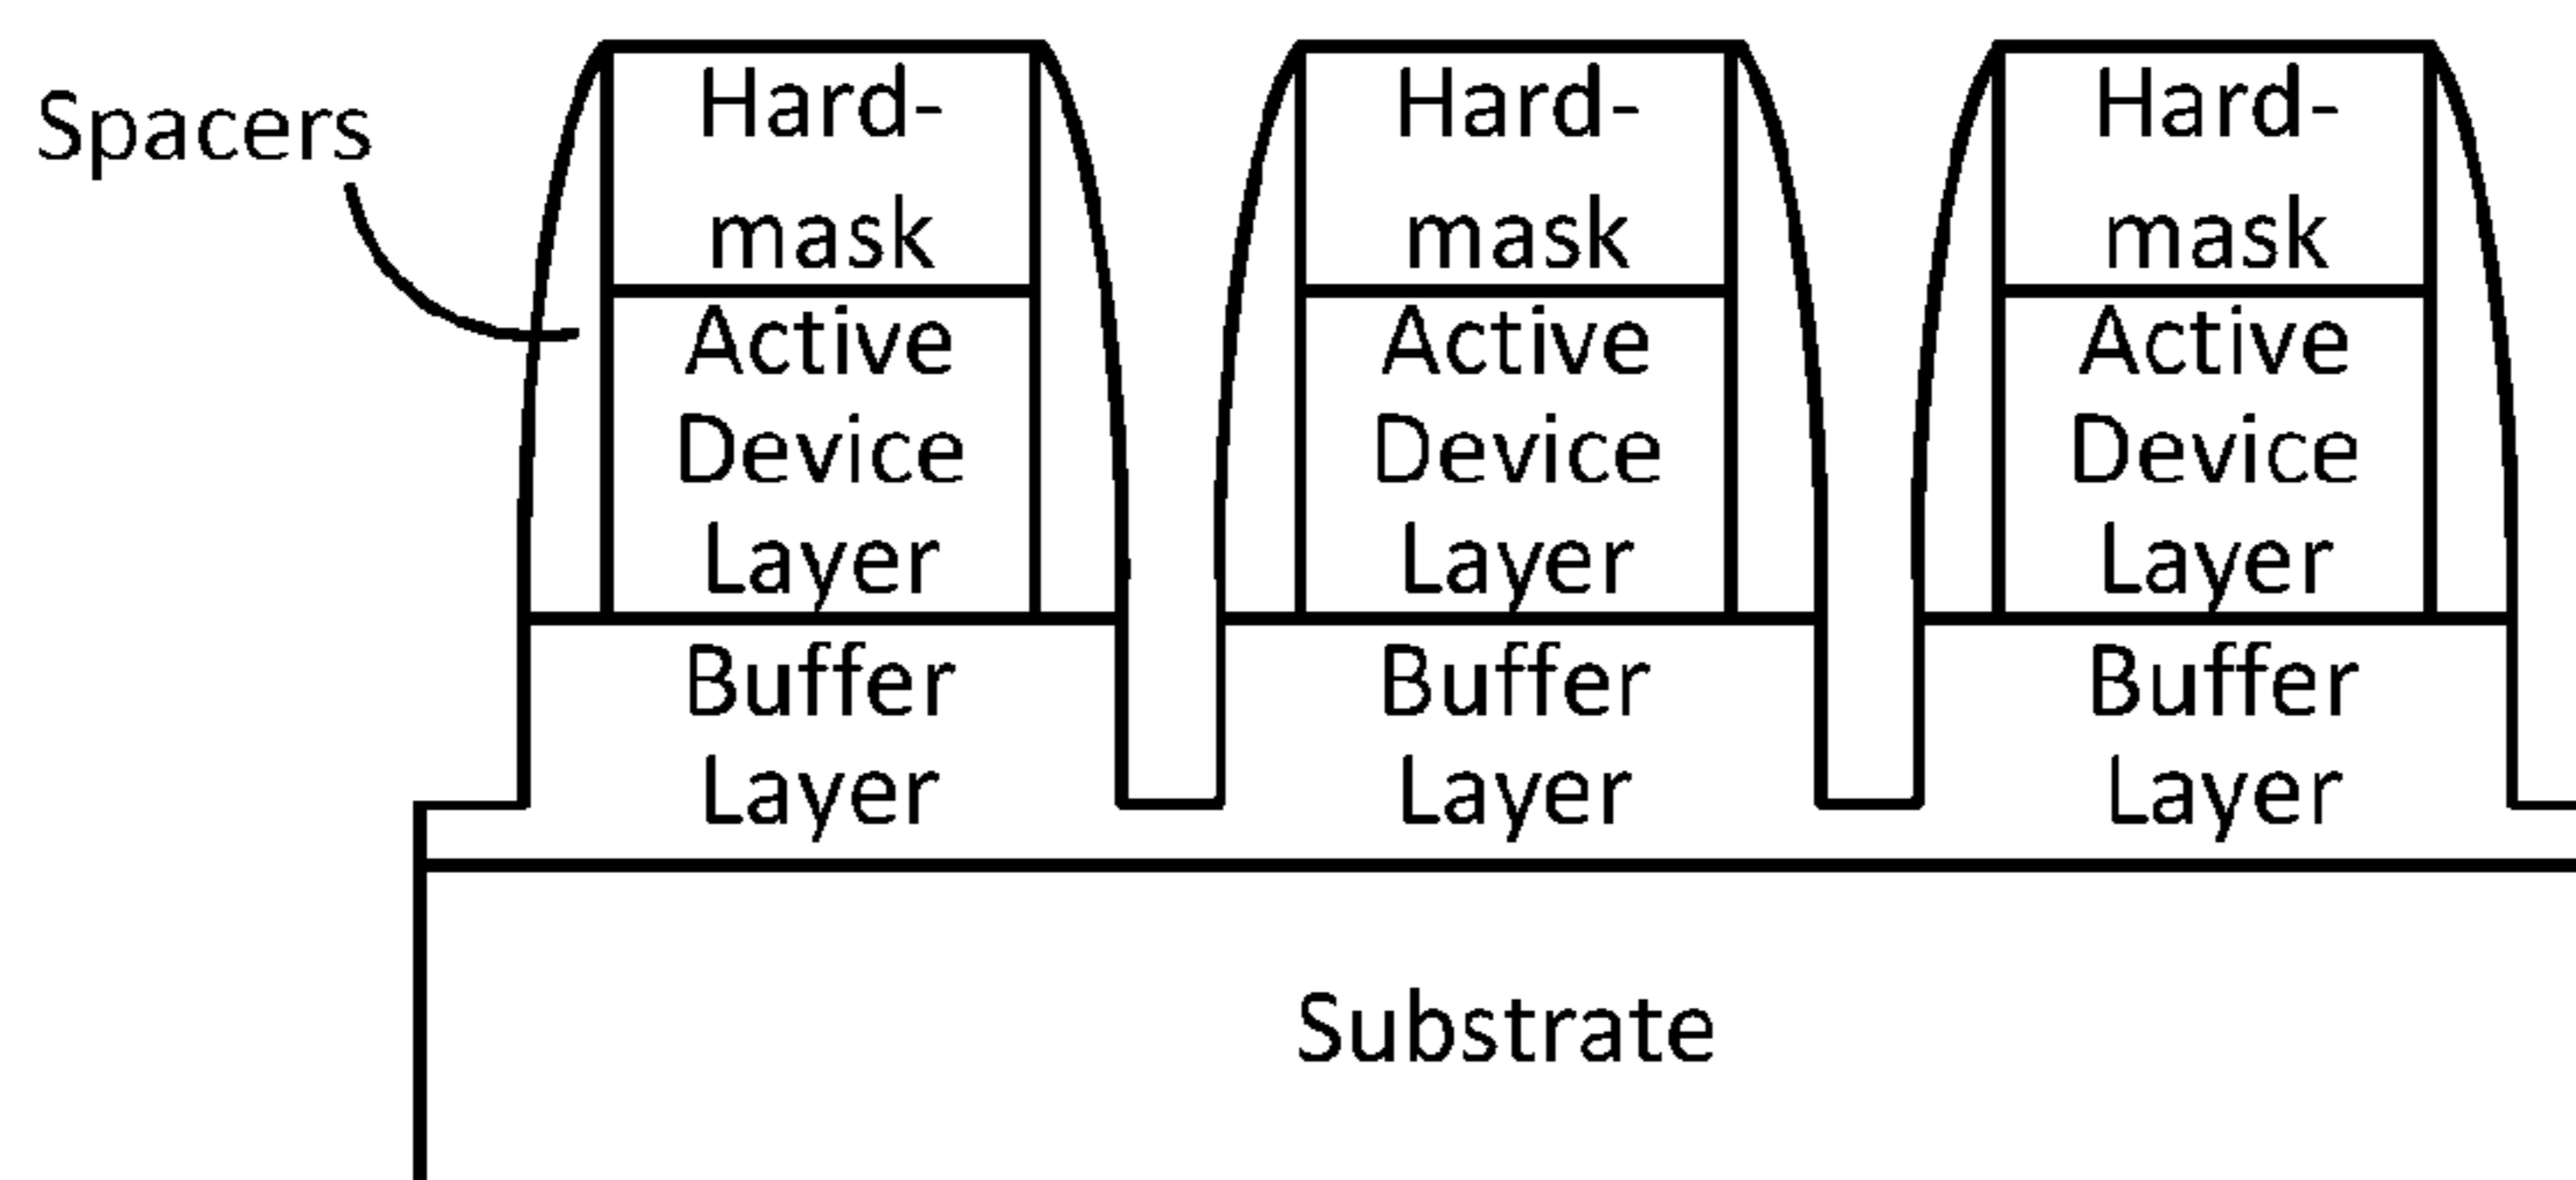 Spacers
Hard-
mask
Active
Device
Layer
Buffer
Layer
Hard-
mask
Active
Device
Layer
Buffer
Layer
Hard-
mask
Active
Device
Layer
Buffer
Layer
Substrate